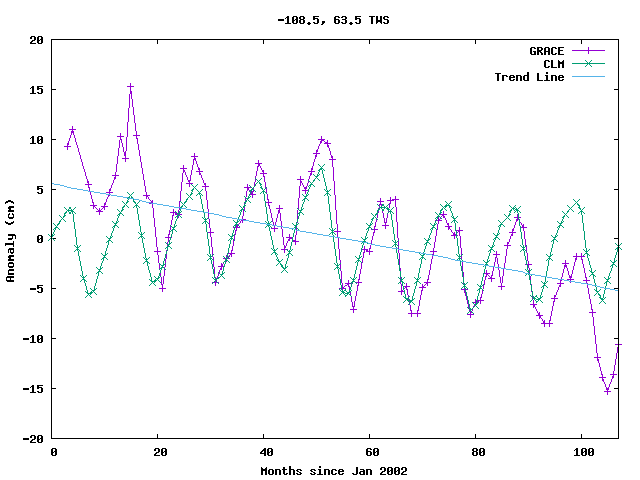 -108.5, 63.5 TWS
GRACE
CLM
Trend Line
20
15
10
5
0
-5
-10
-15
-20
Anomaly (cm)
0 20 40 60 80 100
Months since Jan 2002